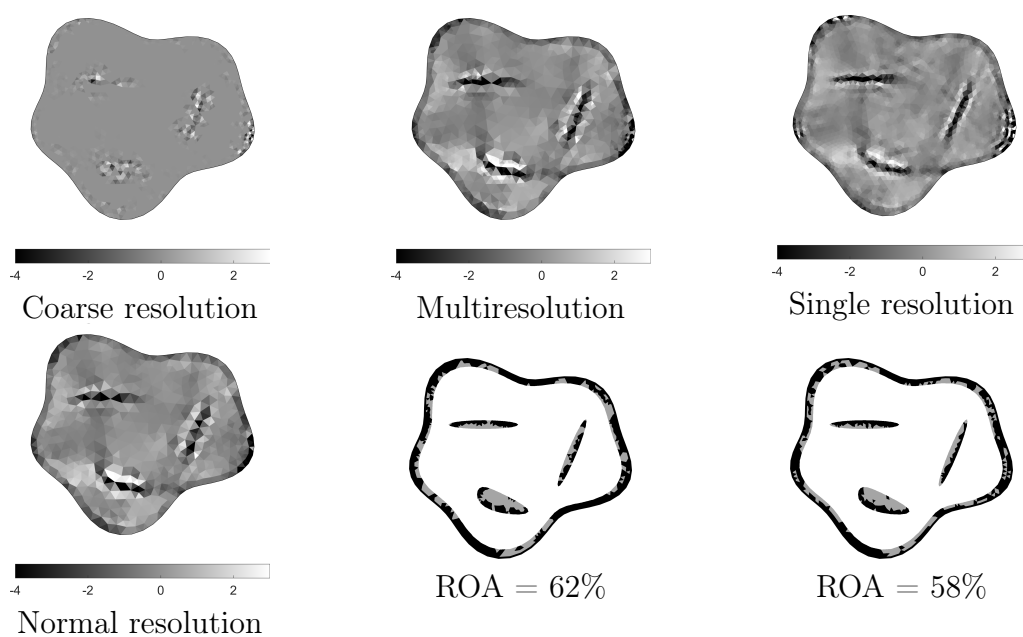 -4 -2 0 2
-4 -2 0 2
-4 -2 0 2
Coarse resolution
Multiresolution
Single resolution
-4 -2 0 2
Normal resolution
ROA = 62%
ROA = 58%